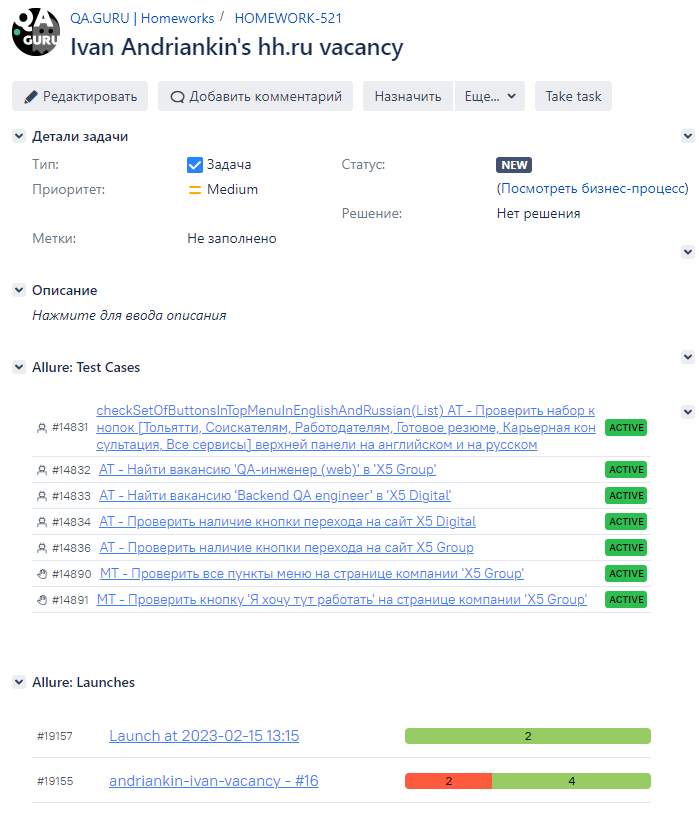 QA
GURU
QA.GURU | Homeworks / HOMEWORK-521
Ivan Andriankin's hh.ru vacancy
Редактировать Добавить комментарий Назначить Еще... Take task
Детали задачи
Тип: Задача Статус: NEW
Приоритет: Medium (Посмотреть бизнес-процесс)
Решение: Нет решения
Метки: Не заполнено
Описание
Нажмите для ввода описания
Allure: Test Cases
checkSetOfButtonsInTopMenuInEnglishAndRussian(List) AT - Проверить набор к
#14831 нопок [Тольятти, Соискателям, Работодателям, Готовое резюме, Карьерная кон ACTIVE
сультация, Все сервисы] верхней панели на английском и на русском
#14832 AT - Найти вакансию 'QA-инженер (web)' в 'X5 Group' ACTIVE
#14833 AT - Найти вакансию 'Backend QA engineer' в 'X5 Digital' ACTIVE
#14834 AT - Проверить наличие кнопки перехода на сайт X5 Digital ACTIVE
#14836 AT - Проверить наличие кнопки перехода на сайт X5 Group ACTIVE
#14890 MT - Проверить все пункты меню на странице компании 'X5 Group' ACTIVE
#14891 MT - Проверить кнопку 'Я хочу тут работать' на странице компании 'X5 Group' ACTIVE
Allure: Launches
#19157 Launch at 2023-02-15 13:15 2
#19155 andriankin-ivan-vacancy - #16 2 4